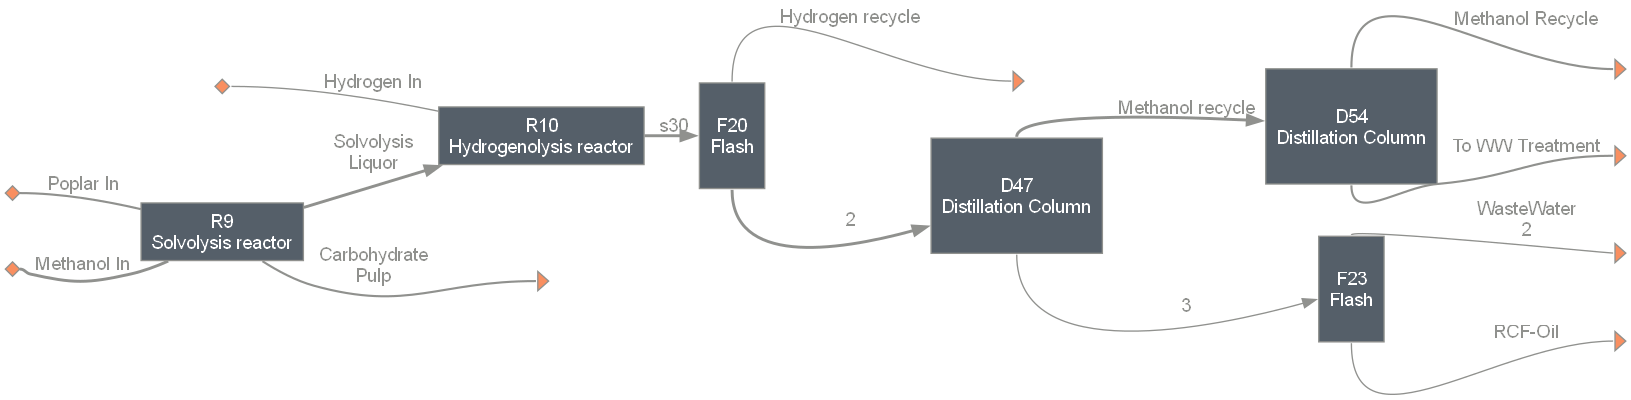 Hydrogen recycle
Methanol Recycle
Hydrogen In
Methanol recycle
R10
Hydrogenolysis reactor
s30
F20
Flash
D54
Distillation Column
Solvolysis
Liquor
To WW Treatment
Poplar In
D47
Distillation Column
R9
Solvolysis reactor
2
WasteWater
2
Methanol In
Carbohydrate
Pulp
F23
Flash
3
RCF-Oil